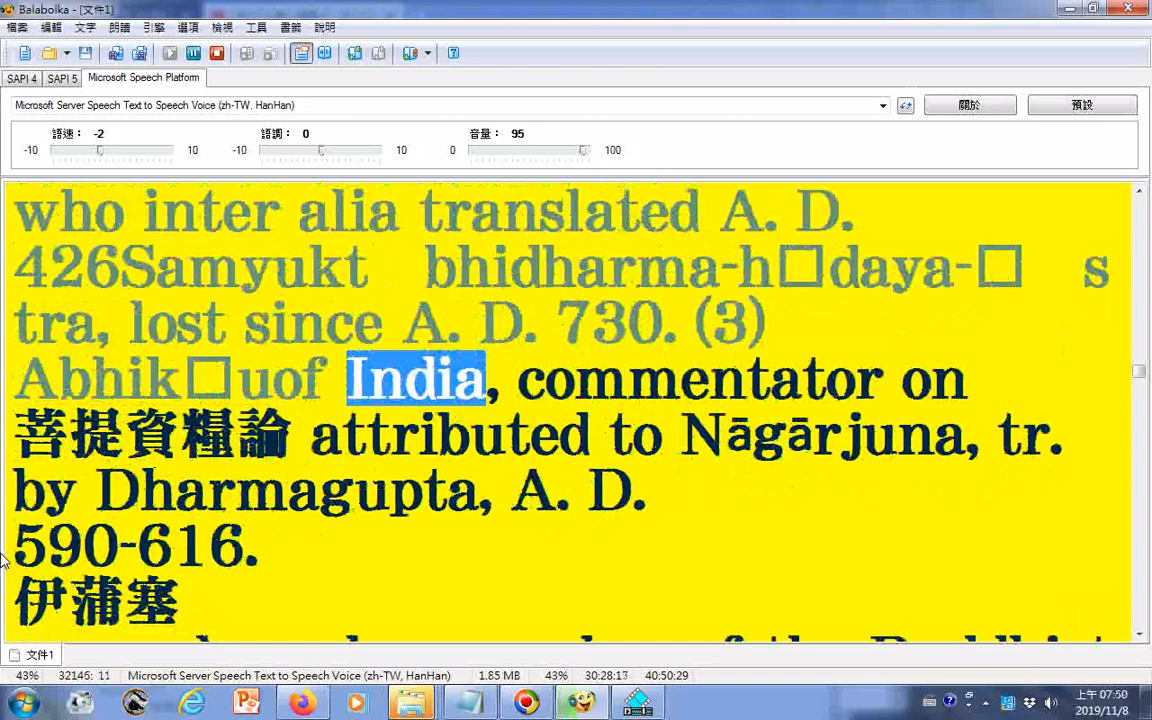 Balabolka - [文件1]
檔案 編輯 文字 朗讀 引擎 選項 檢視 工具 書籤 說明
SAPI 4 SAPI 5 Microsoft Speech Platform
Microsoft Server Speech Text to Speech Voice (zh-TW, HanHan) 關於 預設
語速： -2 語調： 0 音量： 95
-10 10 -10 10 0 100
who inter alia translated A. D.
426Samyukt bhidharma-h□daya-□ s
tra, lost since A. D. 730. (3)
Abhik□uof India, commentator on
菩提資糧論 attributed to Nāgārjuna, tr.
by Dharmagupta, A. D.
590-616.
伊蒲塞
文件1
43% 32145: 11 Microsoft Server Speech Text to Speech Voice (zh-TW, HanHan) 1.85 MB 43% 30:28:13 40:50:29
上午 07:50
2019/11/8